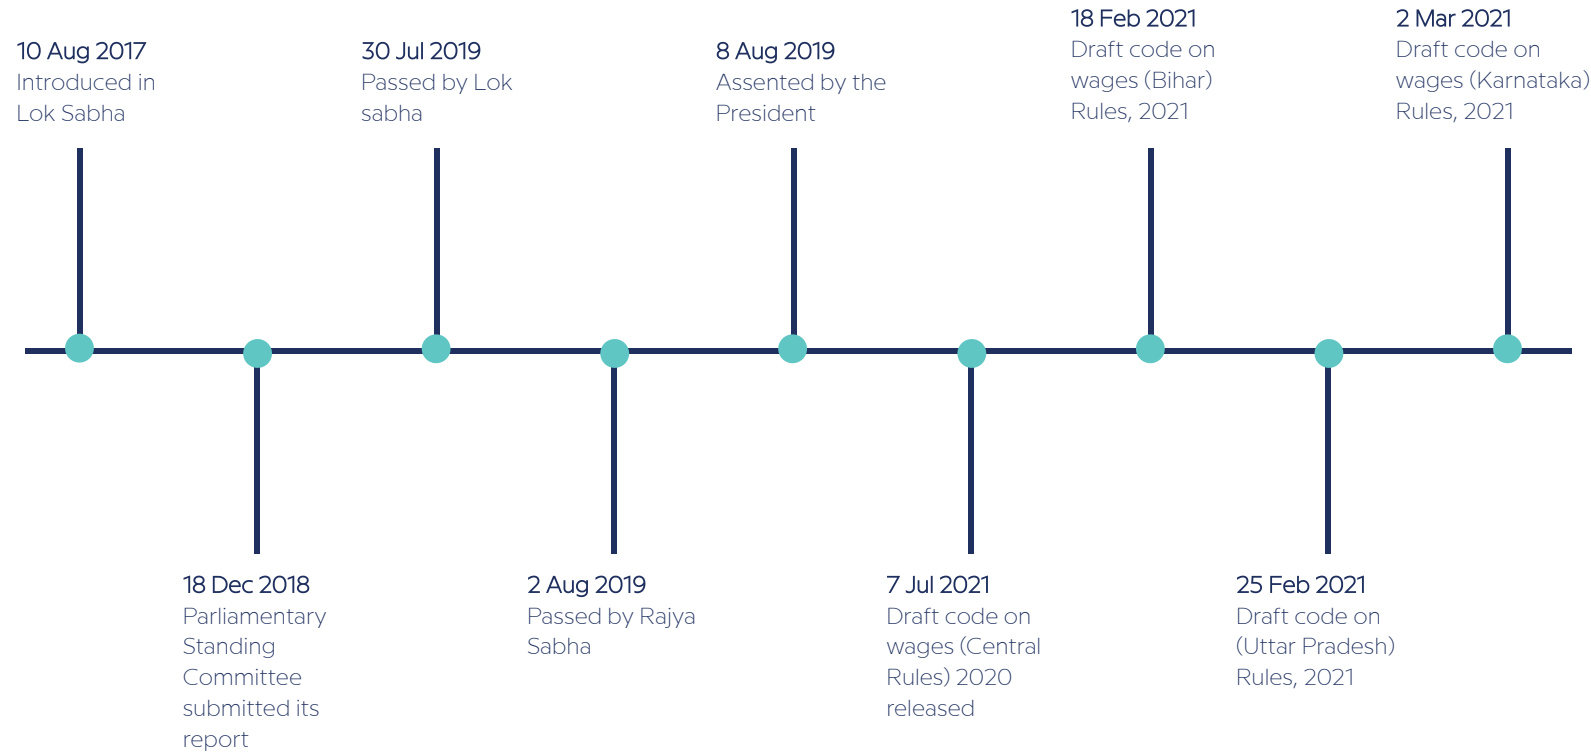 10 Aug 2017
Introduced in
Lok Sabha
30 Jul 2019
Passed by Lok
sabha
8 Aug 2019
Assented by the
President
18 Feb 2021
Draft code on
wages (Bihar)
Rules, 2021
2 Mar 2021
Draft code on
wages (Karnataka)
Rules, 2021
18 Dec 2018
Parliamentary
Standing
Committee
submitted its
report
2 Aug 2019
Passed by Rajya
Sabha
7 Jul 2021
Draft code on
wages (Central
Rules) 2020
released
25 Feb 2021
Draft code on
(Uttar Pradesh)
Rules, 2021